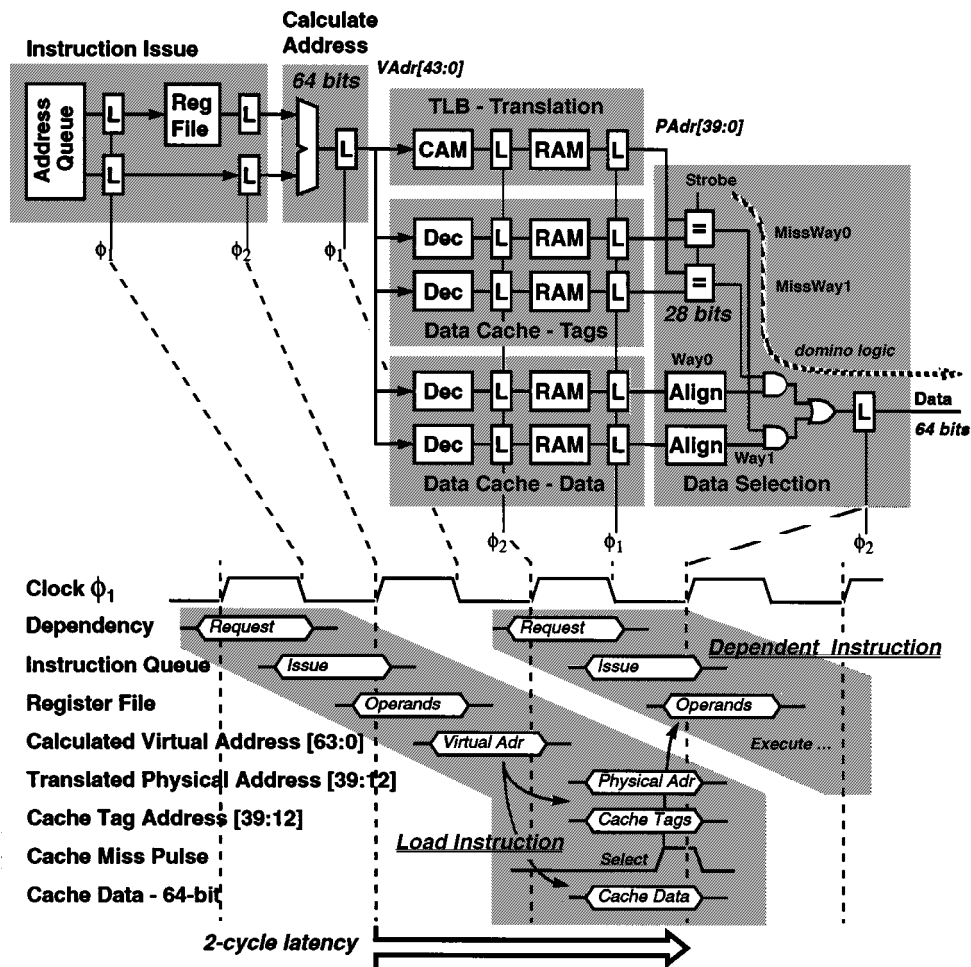 Calculate
Address
Instruction Issue
64 bits
VAdr[43:0]
TLB - Translation
PAdr[39:0]
Address
Queue
L
Reg
File
L
L
CAM
L
RAM
L
L
L
Strobe
Dec
L
RAM
L
=
MissWay0
Dec
L
RAM
L
=
MissWay1
28 bits
Data Cache - Tags
domino logic
Way0
Dec
L
RAM
L
Align
L
Data
64 bits
Dec
L
RAM
L
Align
Way1
Data Cache - Data
Data Selection
ϕ1
ϕ2
ϕ1
ϕ2
ϕ1
ϕ2
Clock ϕ1
Dependency
Request
Request
Dependent Instruction
Instruction Queue
Issue
Issue
Register File
Operands
Operands
Calculated Virtual Address [63:0]
Virtual Adr
Execute ...
Translated Physical Address [39:12]
Physical Adr
Cache Tag Address [39:12]
Cache Tags
Load Instruction
Cache Miss Pulse
Select
Cache Data - 64-bit
Cache Data
2-cycle latency